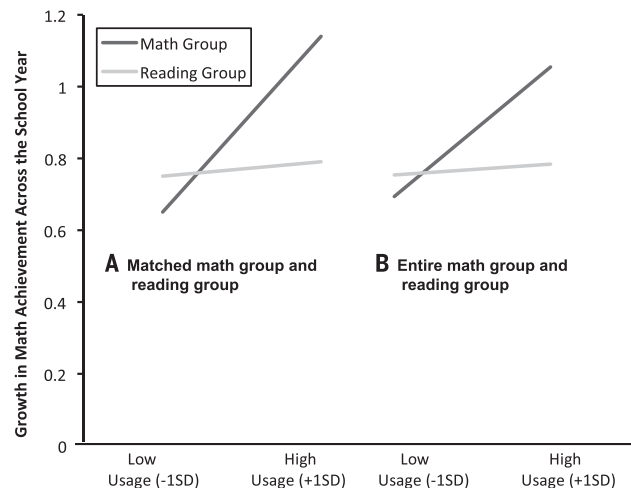 Growth in Math Achievement Across the School Year
1.2
1
0.8
0.6
0.4
0.2
0
Math Group
Reading Group
A Matched math group and
reading group
B Entire math group and
reading group
Low
Usage (-1SD)
High
Usage (+1SD)
Low
Usage (-1SD)
High
Usage (+1SD)